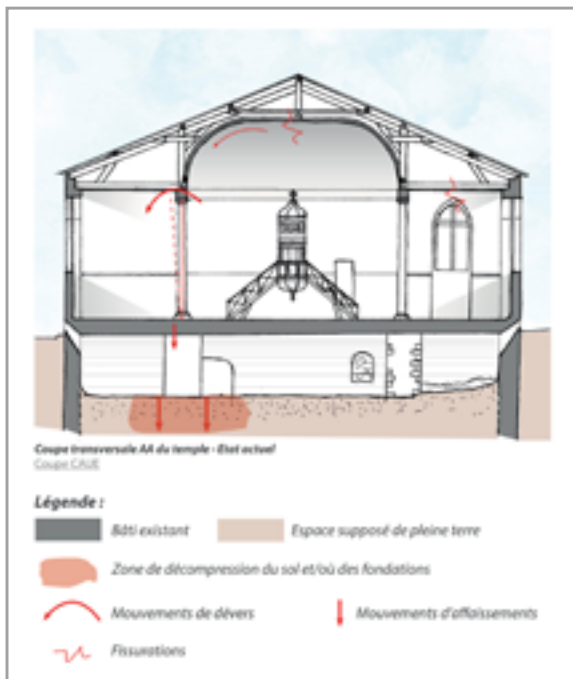 Coupe transversale AA du temple - Etat actuel
Coupe CAUE
Légende :
Bâti existant
Espace supposé de pleine terre
Zone de décompression du sol et/où des fondations
Mouvements de dévers
Mouvements d'affaissements
Fissurations